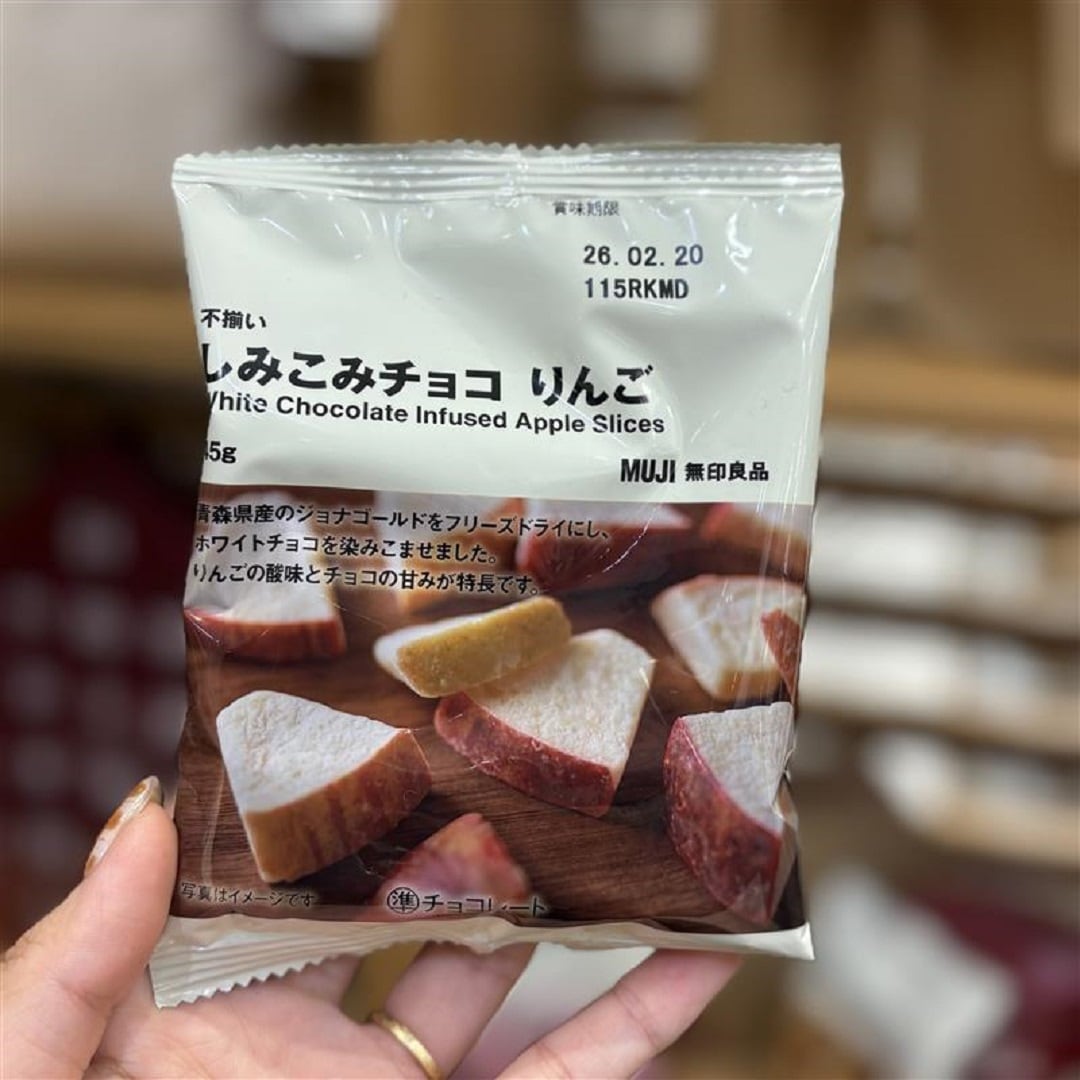 賞味期限
26.02.20
115RKMD
不揃い
しみこみチョコ りんご
White Chocolate Infused Apple Slices
45g
MUJI 無印良品
青森県産のジョナゴールドをフリーズドライにし、
ホワイトチョコを染みこませました。
りんごの酸味とチョコの甘みが特長です。
写真はイメージです
準チョコレート